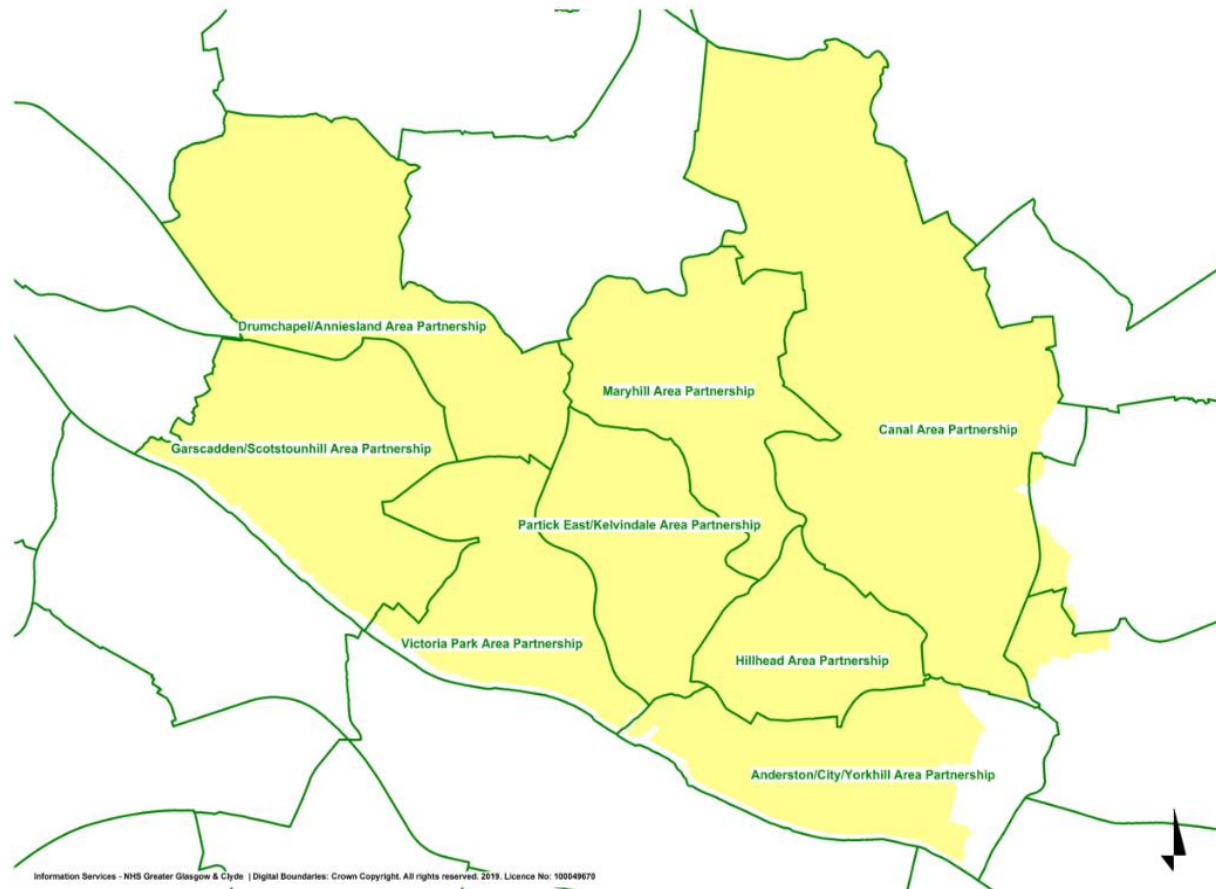 Drumchapel/Anniesland Area Partnership
Maryhill Area Partnership
Canal Area Partnership
Garscadden/Scotstounhill Area Partnership
Partick East/Kelvindale Area Partnership
Victoria Park Area Partnership
Hillhead Area Partnership
Anderston/City/Yorkhill Area Partnership
Information Services - NHS Greater Glasgow & Clyde | Digital Boundaries: Crown Copyright. All rights reserved. 2019. Licence No: 100049670